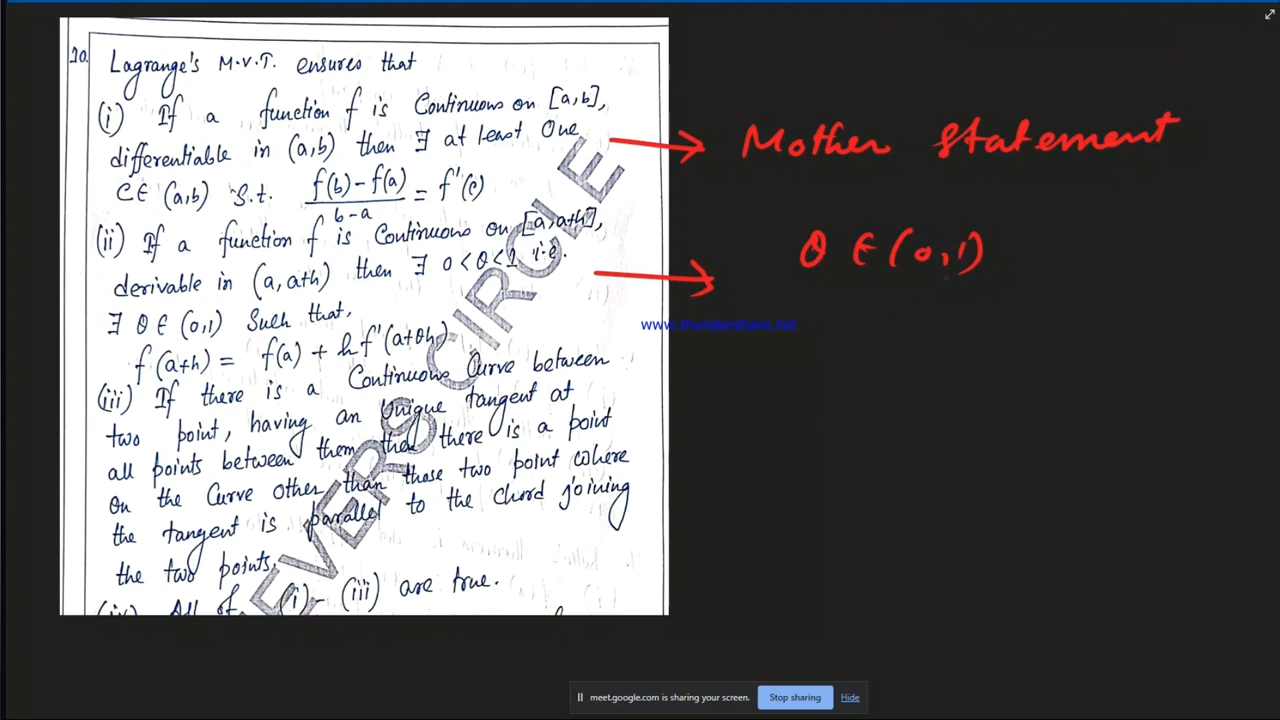 10.
Lagrange's M.V.T. ensures that
(i) If a function f is Continuous on [a,b],
differentiable in (a,b) then ∃ at least One
C∈ (a,b) S.t. f(b)-f(a)/b-a = f'(c)
(ii) If a function f is Continuous on [a,a+h],
derivable in (a,a+h) then ∃ 0<θ<1 i.e.
∃ θ∈(0,1) Such that,
f(a+h) = f(a) + h f'(a+θh)
(iii) If there is a Continuous Curve between
two point, having an Unique tangent at
all points between them then there is a point
on the Curve other than those two point where
the tangent is parallel to the chord joining
the two points.
(iv) All of (i)-(iii) are true.
Mother Statement
θ ∈ (0,1)
www.thundershare.net
CIRCLE
meet.google.com is sharing your screen. Stop sharing Hide